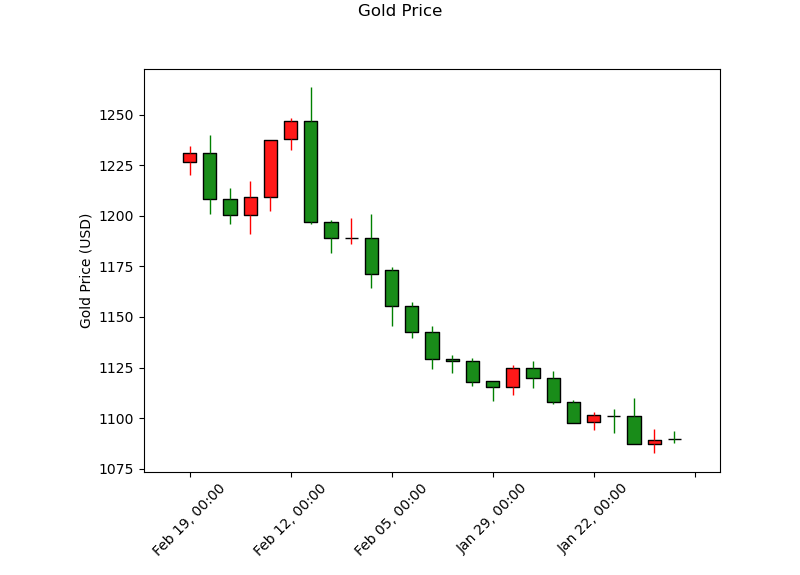 Gold Price
Gold Price (USD)
1250
1225
1200
1175
1150
1125
1100
1075
Feb 19, 00:00
Feb 12, 00:00
Feb 05, 00:00
Jan 29, 00:00
Jan 22, 00:00